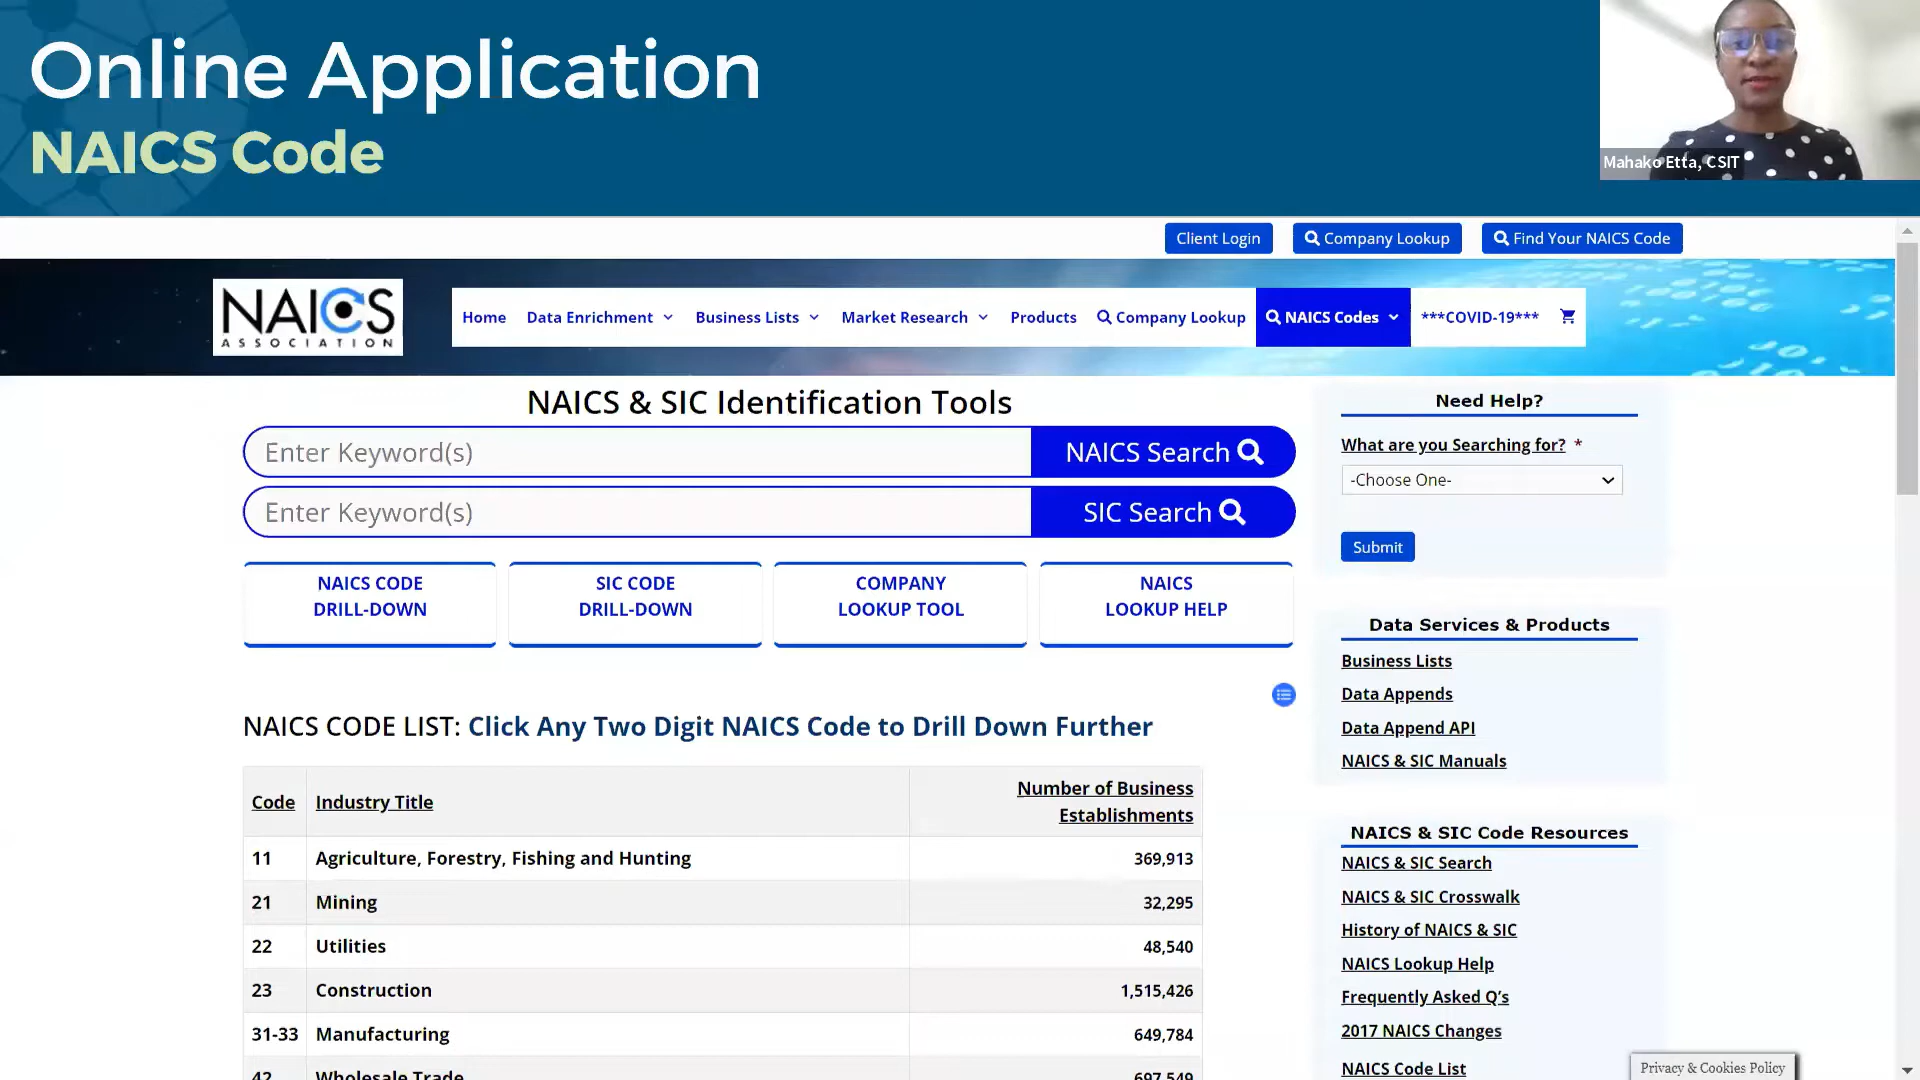 Online Application
NAICS Code
Mahako Etta, CSIT
Client Login
Company Lookup
Find Your NAICS Code
NAICS
ASSOCIATION
Home
Data Enrichment
Business Lists
Market Research
Products
Company Lookup
NAICS Codes
***COVID-19***
NAICS & SIC Identification Tools
Enter Keyword(s)
NAICS Search
Enter Keyword(s)
SIC Search
NAICS CODE
DRILL-DOWN
SIC CODE
DRILL-DOWN
COMPANY
LOOKUP TOOL
NAICS
LOOKUP HELP
NAICS CODE LIST: Click Any Two Digit NAICS Code to Drill Down Further
Code Industry Title Number of Business
Establishments
11 Agriculture, Forestry, Fishing and Hunting 369,913
21 Mining 32,295
22 Utilities 48,540
23 Construction 1,515,426
31-33 Manufacturing 649,784
42 Wholesale Trade 697,549
Need Help?
What are you Searching for? *
-Choose One-
Submit
Data Services & Products
Business Lists
Data Appends
Data Append API
NAICS & SIC Manuals
NAICS & SIC Code Resources
NAICS & SIC Search
NAICS & SIC Crosswalk
History of NAICS & SIC
NAICS Lookup Help
Frequently Asked Q's
2017 NAICS Changes
NAICS Code List
Privacy & Cookies Policy